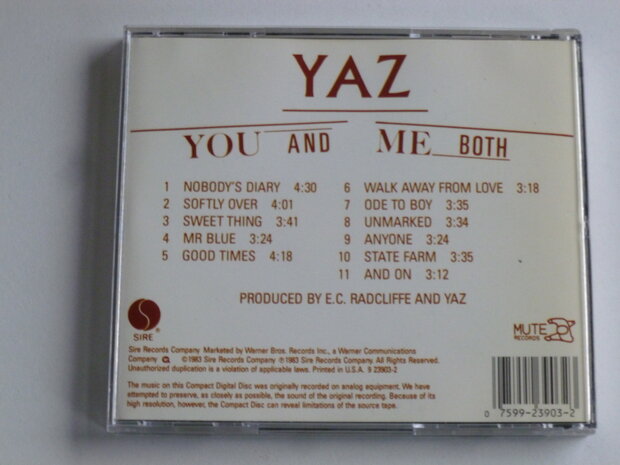 YAZ
YOU AND ME BOTH
1 NOBODY'S DIARY 4:30
2 SOFTLY OVER 4:01
3 SWEET THING 3:41
4 MR BLUE 3:24
5 GOOD TIMES 4:18
6 WALK AWAY FROM LOVE 3:18
7 ODE TO BOY 3:35
8 UNMARKED 3:34
9 ANYONE 3:24
10 STATE FARM 3:35
11 AND ON 3:12
PRODUCED BY E.C. RADCLIFFE AND YAZ
SIRE
®
MUTE
RECORDS
Sire Records Company. Marketed by Warner Bros. Records Inc., a Warner Communications
Company ©1983 Sire Records Company ℗1983 Sire Records Company. All Rights Reserved.
Unauthorized duplication is a violation of applicable laws. Printed in U.S.A. 9 23903-2
The music on this Compact Digital Disc was originally recorded on analog equipment. We have
attempted to preserve, as closely as possible, the sound of the original recording. Because of its
high resolution, however, the Compact Disc can reveal limitations of the source tape.
0 7599-23903-2